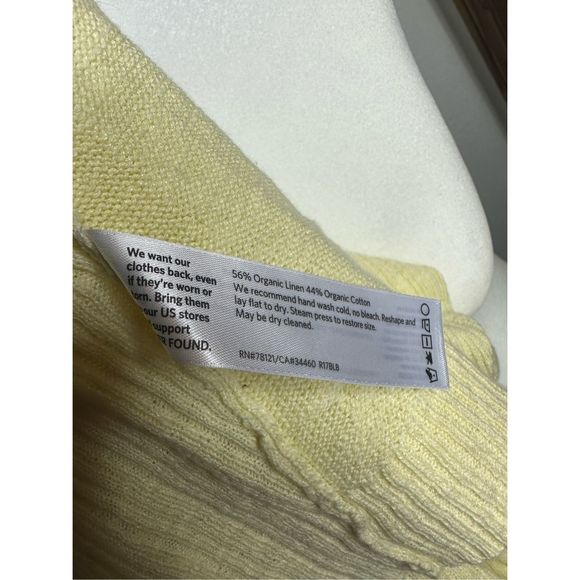 We want our
clothes back, even
if they're worn or
orn. Bring them
our US stores
support
R FOUND.
56% Organic Linen 44% Organic Cotton
We recommend hand wash cold, no bleach. Reshape and
lay flat to dry. Steam press to restore size.
May be dry cleaned.
RN#78121/CA#34460 R17BLB